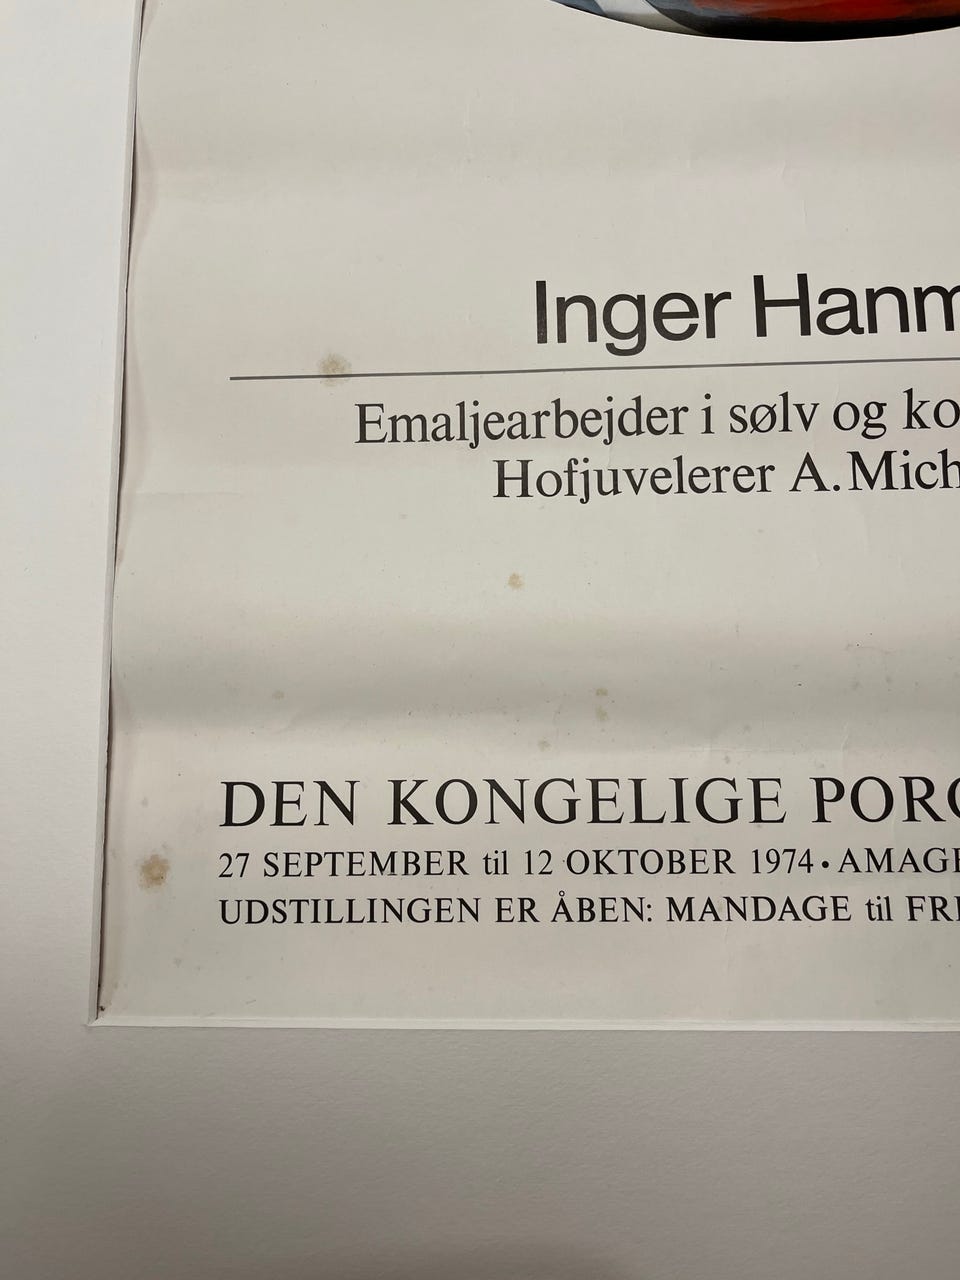 Inger Hanm
Emaljearbejder i sølv og ko
Hofjuvelerer A. Mich
DEN KONGELIGE PORC
27 SEPTEMBER til 12 OKTOBER 1974 • AMAGE
UDSTILLINGEN ER ÅBEN: MANDAGE til FRE